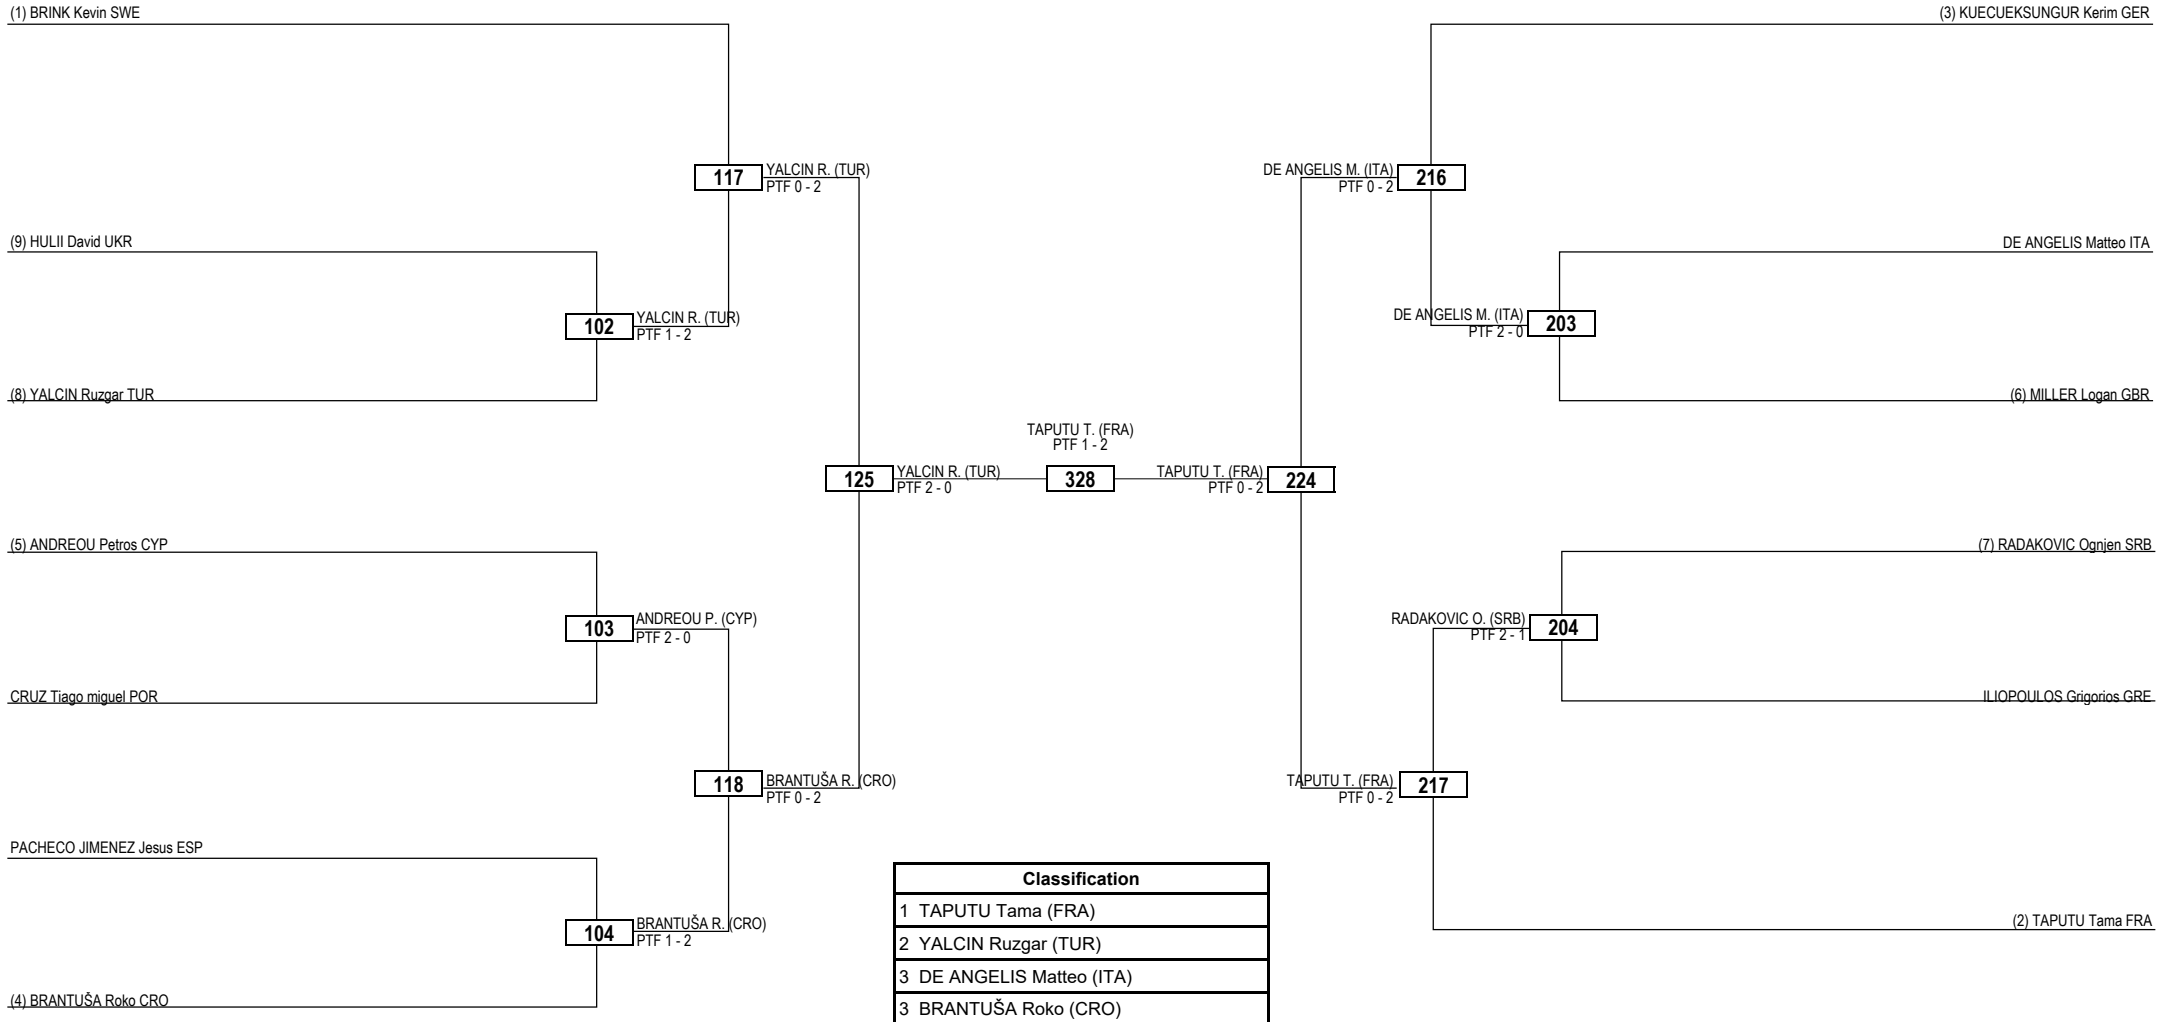 (1) BRINK Kevin SWE
(3) KUECUEKSUNGUR Kerim GER
117
YALCIN R. (TUR)
PTF 0 - 2
DE ANGELIS M. (ITA)
PTF 0 - 2
216
(9) HULII David UKR
DE ANGELIS Matteo ITA
102
YALCIN R. (TUR)
PTF 1 - 2
DE ANGELIS M. (ITA)
PTF 2 - 0
203
(8) YALCIN Ruzgar TUR
(6) MILLER Logan GBR
TAPUTU T. (FRA)
PTF 1 - 2
125
YALCIN R. (TUR)
PTF 2 - 0
328
TAPUTU T. (FRA)
PTF 0 - 2
224
(5) ANDREOU Petros CYP
(7) RADAKOVIC Ognjen SRB
103
ANDREOU P. (CYP)
PTF 2 - 0
RADAKOVIC O. (SRB)
PTF 2 - 1
204
CRUZ Tiago miguel POR
ILIOPOULOS Grigorios GRE
118
BRANTUŠA R. (CRO)
PTF 0 - 2
TAPUTU T. (FRA)
PTF 0 - 2
217
PACHECO JIMENEZ Jesus ESP
104
BRANTUŠA R. (CRO)
PTF 1 - 2
(2) TAPUTU Tama FRA
(4) BRANTUŠA Roko CRO
Classification
1 TAPUTU Tama (FRA)
2 YALCIN Ruzgar (TUR)
3 DE ANGELIS Matteo (ITA)
3 BRANTUŠA Roko (CRO)